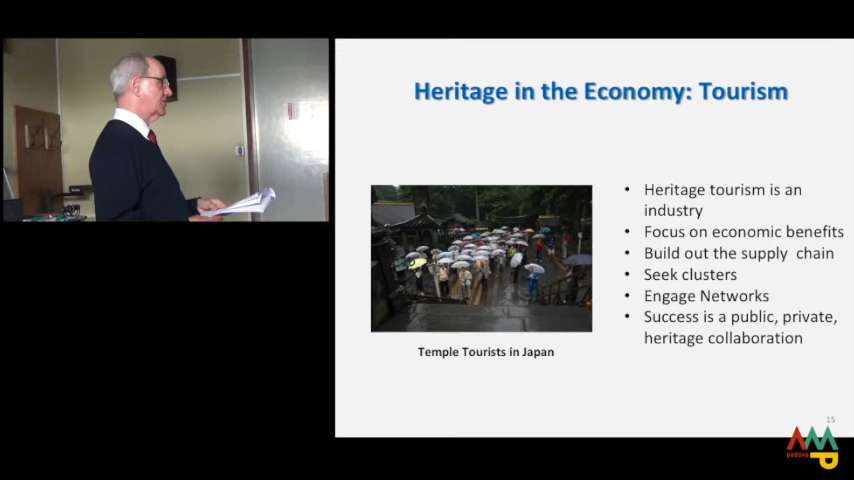 Heritage in the Economy: Tourism
• Heritage tourism is an
industry
• Focus on economic benefits
• Build out the supply chain
• Seek clusters
• Engage Networks
• Success is a public, private,
heritage collaboration
Temple Tourists in Japan
15
padova